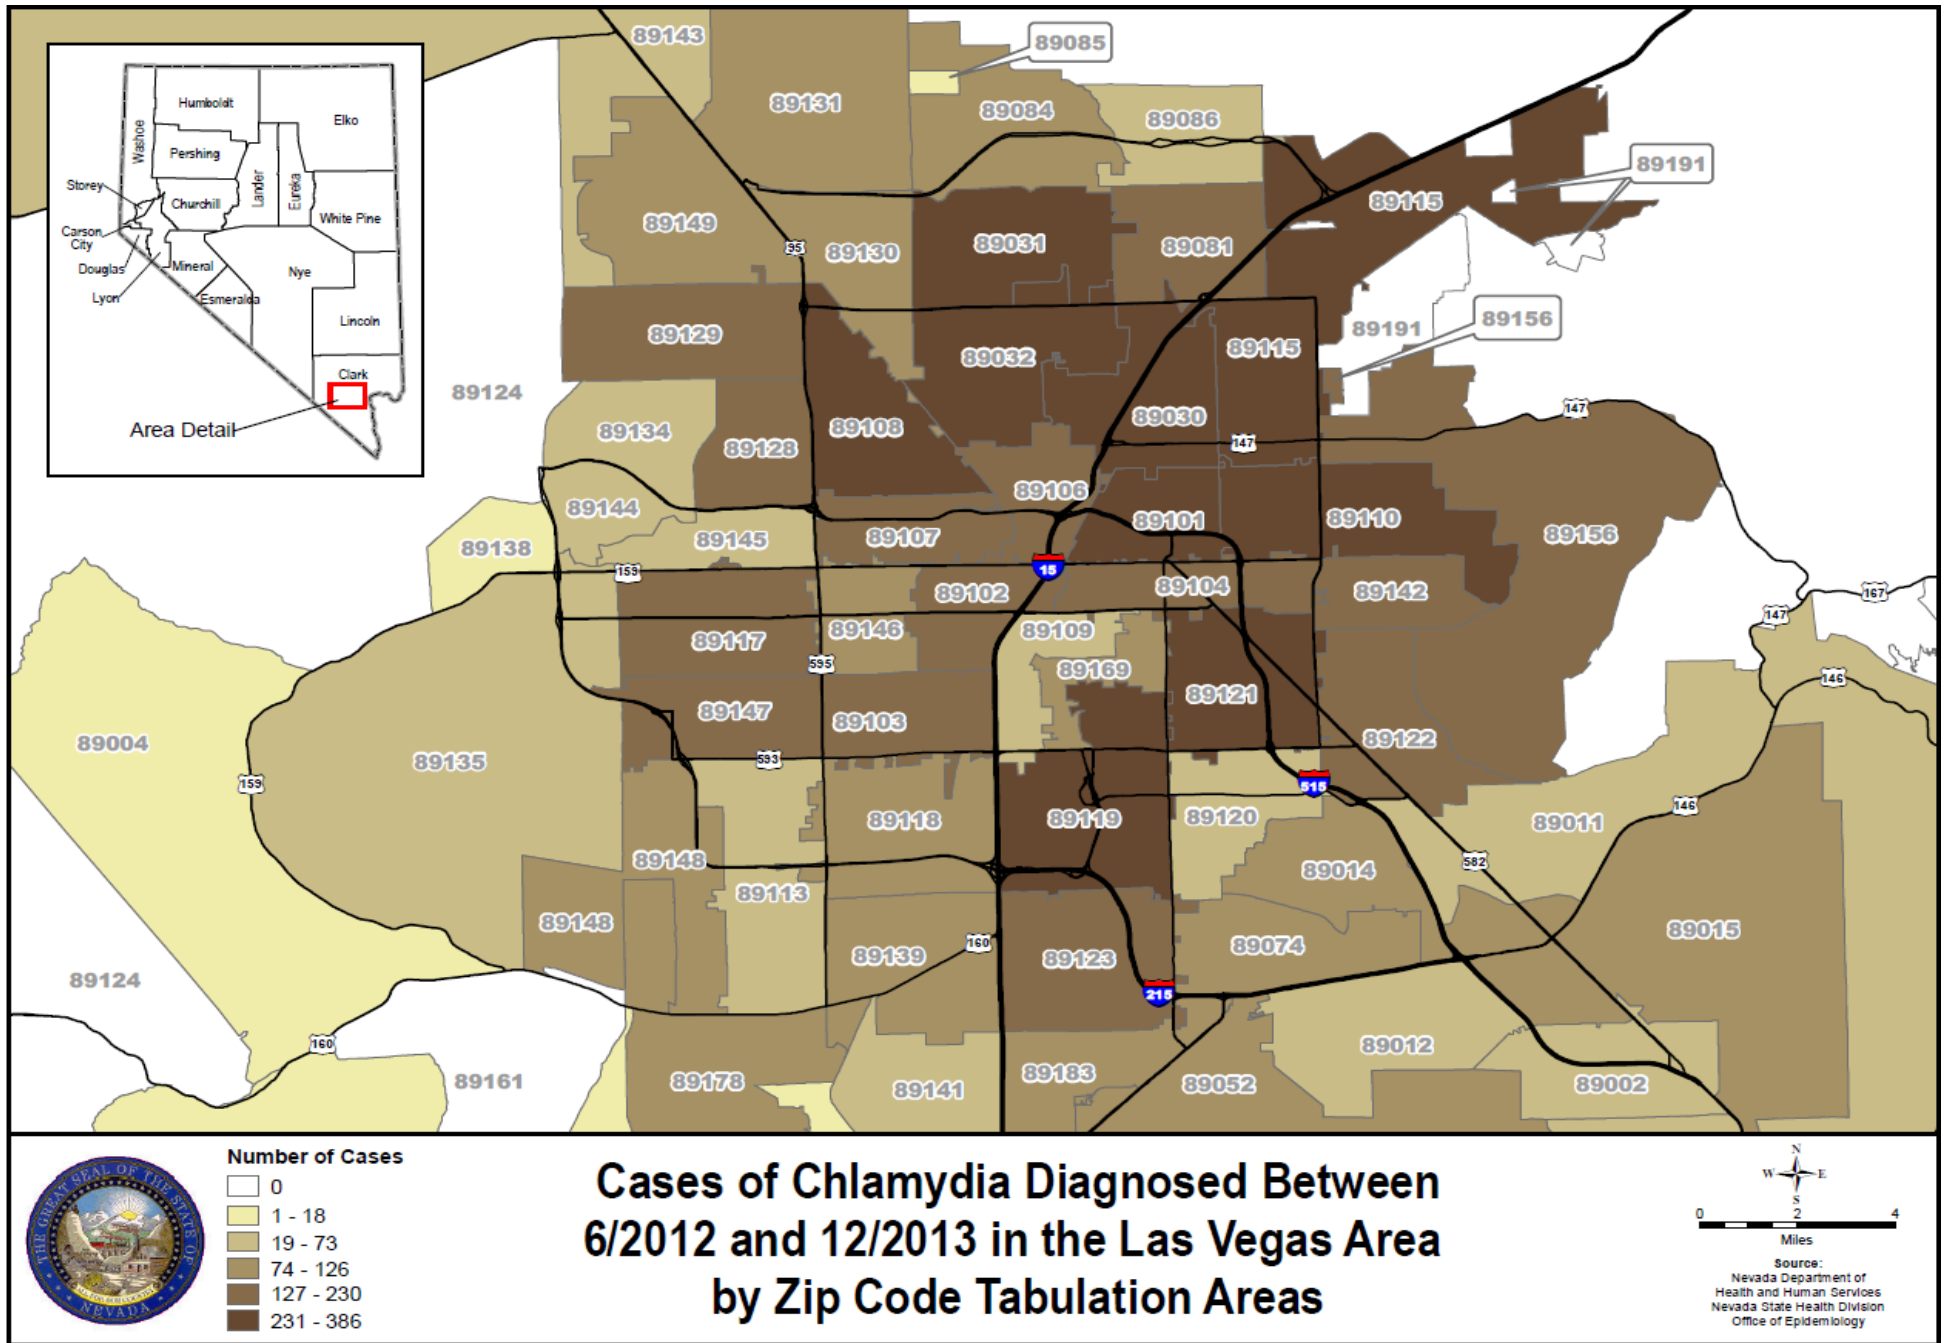 89143
89085
89131
89084
89086
89191
89115
89149
89130
89031
89081
95
89156
89191
89129
89032
89115
89124
89134
89128
89108
89030
147
147
89144
89106
89101
89110
89138
89145
89107
89156
159
15
89102
89104
89142
167
147
89117
89146
89109
595
89169
146
89121
89004
89147
89103
89122
89135
593
159
515
146
89118
89119
89120
89011
89148
582
89014
89113
89148
89015
160
89139
89123
89074
89124
215
160
89012
89161
89178
89141
89183
89052
89002
Humboldt
Elko
Washoe
Pershing
Lander
Eureka
Storey
Churchill
White Pine
Carson
City
Douglas
Mineral
Nye
Lyon
Esmeralda
Lincoln
Clark
Area Detail
THE GREAT SEAL OF THE STATE OF
NEVADA
Number of Cases
0
1 - 18
19 - 73
74 - 126
127 - 230
231 - 386
Cases of Chlamydia Diagnosed Between
6/2012 and 12/2013 in the Las Vegas Area
by Zip Code Tabulation Areas
N
W E
S
0 2 4
Miles
Source:
Nevada Department of
Health and Human Services
Nevada State Health Division
Office of Epidemiology